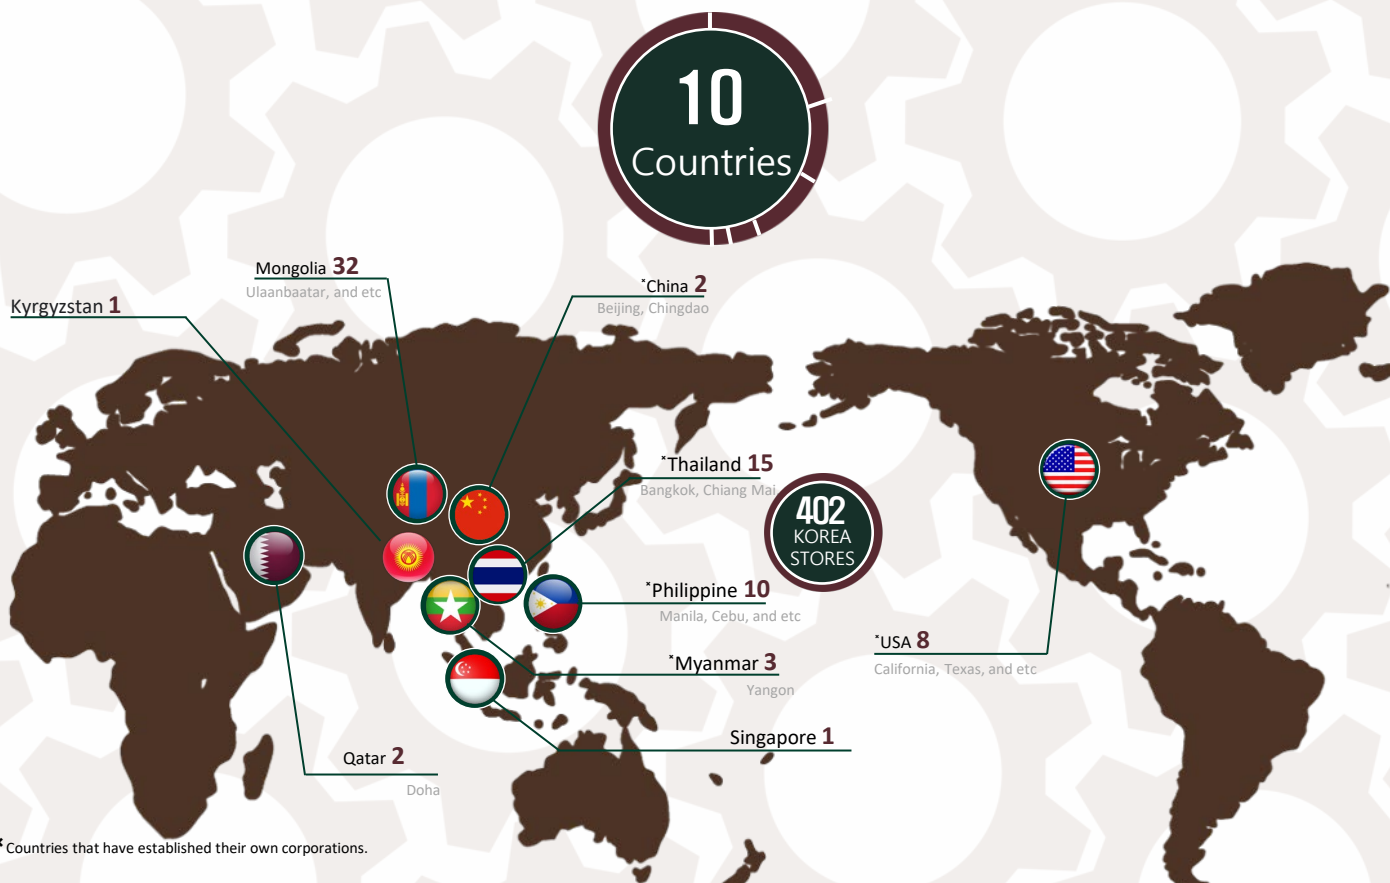 10
Countries
Mongolia 32
Ulaanbaatar, and etc
*China 2
Beijing, Chingdao
Kyrgyzstan 1
*Thailand 15
Bangkok, Chiang Mai
402
KOREA
STORES
*Philippine 10
Manila, Cebu, and etc
*USA 8
California, Texas, and etc
*Myanmar 3
Yangon
Singapore 1
Qatar 2
Doha
* Countries that have established their own corporations.